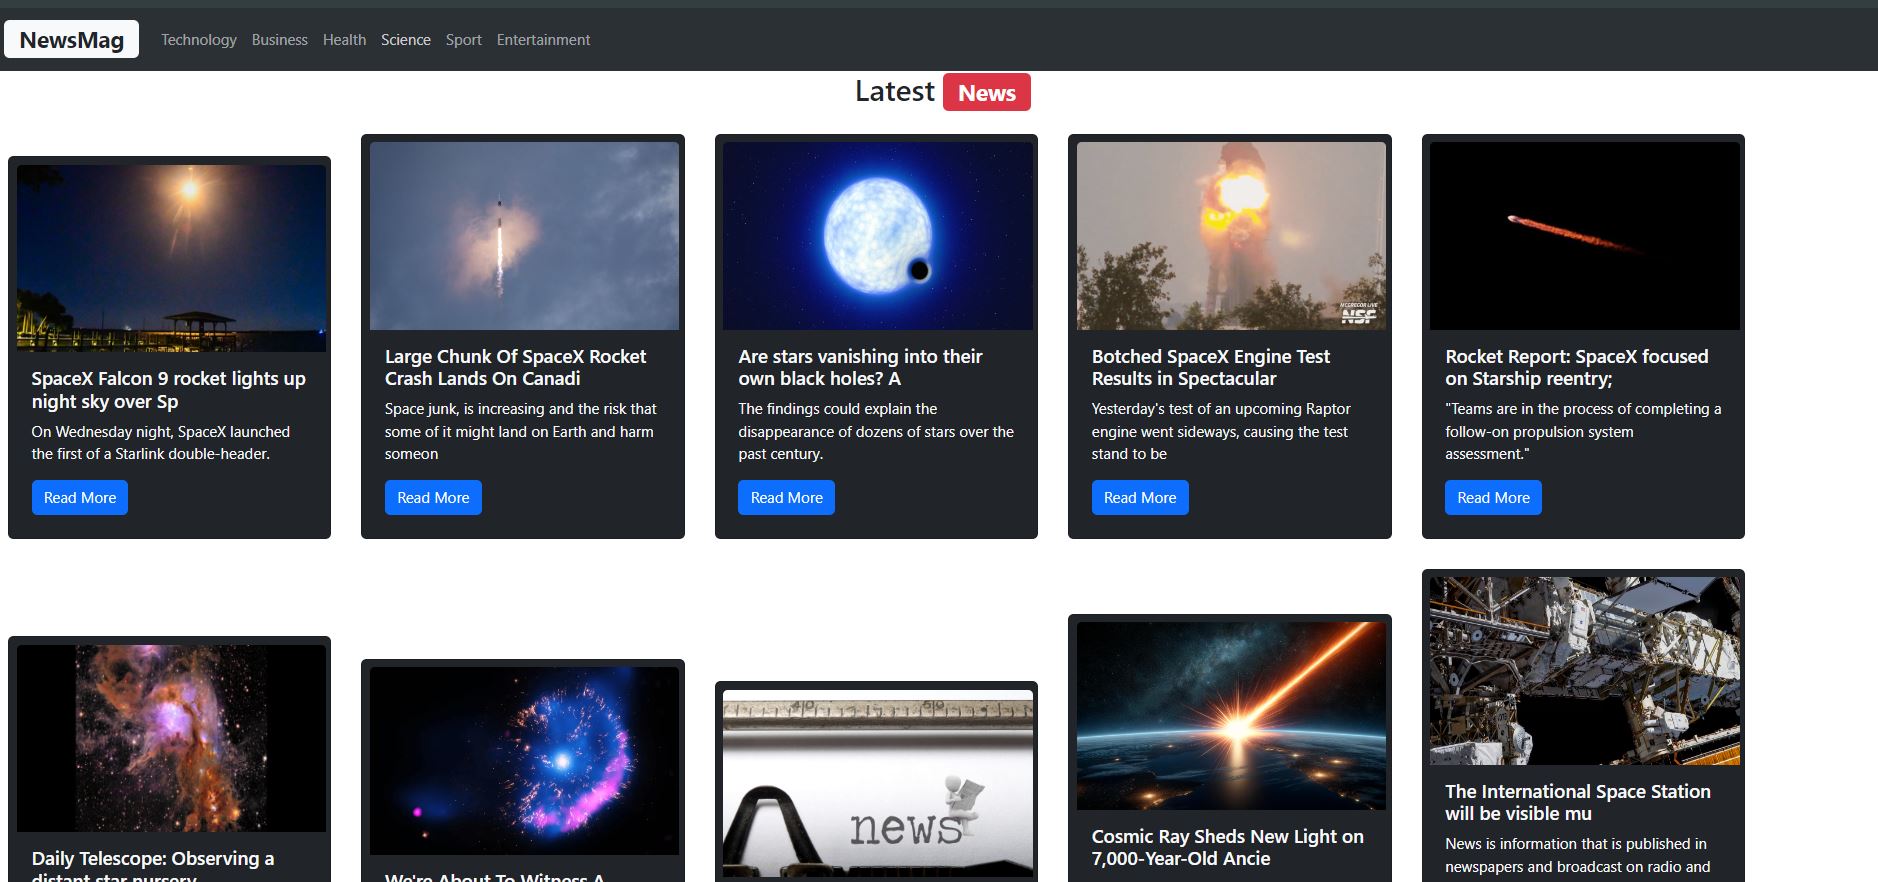 NewsMag Technology Business Health Science Sport Entertainment
Latest News
SpaceX Falcon 9 rocket lights up
night sky over Sp
On Wednesday night, SpaceX launched
the first of a Starlink double-header.
Read More
Large Chunk Of SpaceX Rocket
Crash Lands On Canadi
Space junk, is increasing and the risk that
some of it might land on Earth and harm
someon
Read More
Are stars vanishing into their
own black holes? A
The findings could explain the
disappearance of dozens of stars over the
past century.
Read More
MCGREGOR LIVE
NSF
Botched SpaceX Engine Test
Results in Spectacular
Yesterday's test of an upcoming Raptor
engine went sideways, causing the test
stand to be
Read More
Rocket Report: SpaceX focused
on Starship reentry;
"Teams are in the process of completing a
follow-on propulsion system
assessment."
Read More
Daily Telescope: Observing a
distant star nursery
We're About To Witness A
40 50
news
Cosmic Ray Sheds New Light on
7,000-Year-Old Ancie
The International Space Station
will be visible mu
News is information that is published in
newspapers and broadcast on radio and